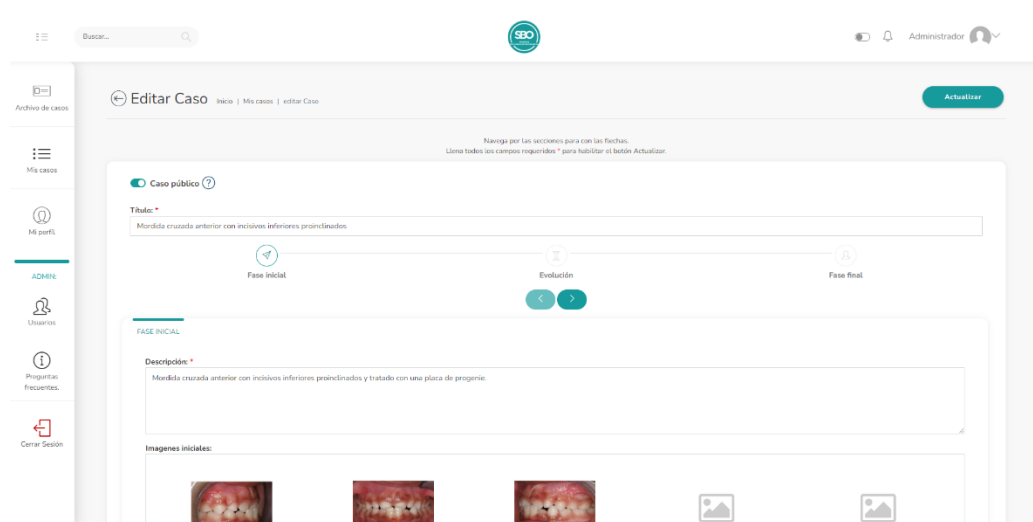 Buscar...
SBO
Administrador
Archivo de casos
Mis casos
Mi perfil.
ADMIN:
Usuarios
Preguntas
frecuentes.
Cerrar Sesión
Editar Caso Inicio | Mis casos | editar Caso
Actualizar
Navega por las secciones para con las flechas.
Llena todos los campos requeridos * para habilitar el botón Actualizar.
Caso público ?
Título: *
Mordida cruzada anterior con incisivos inferiores proinclinados
Fase inicial
Evolución
Fase final
FASE INICIAL
Descripción: *
Mordida cruzada anterior con incisivos inferiores proinclinados y tratado con una placa de progenie.
Imagenes iniciales: